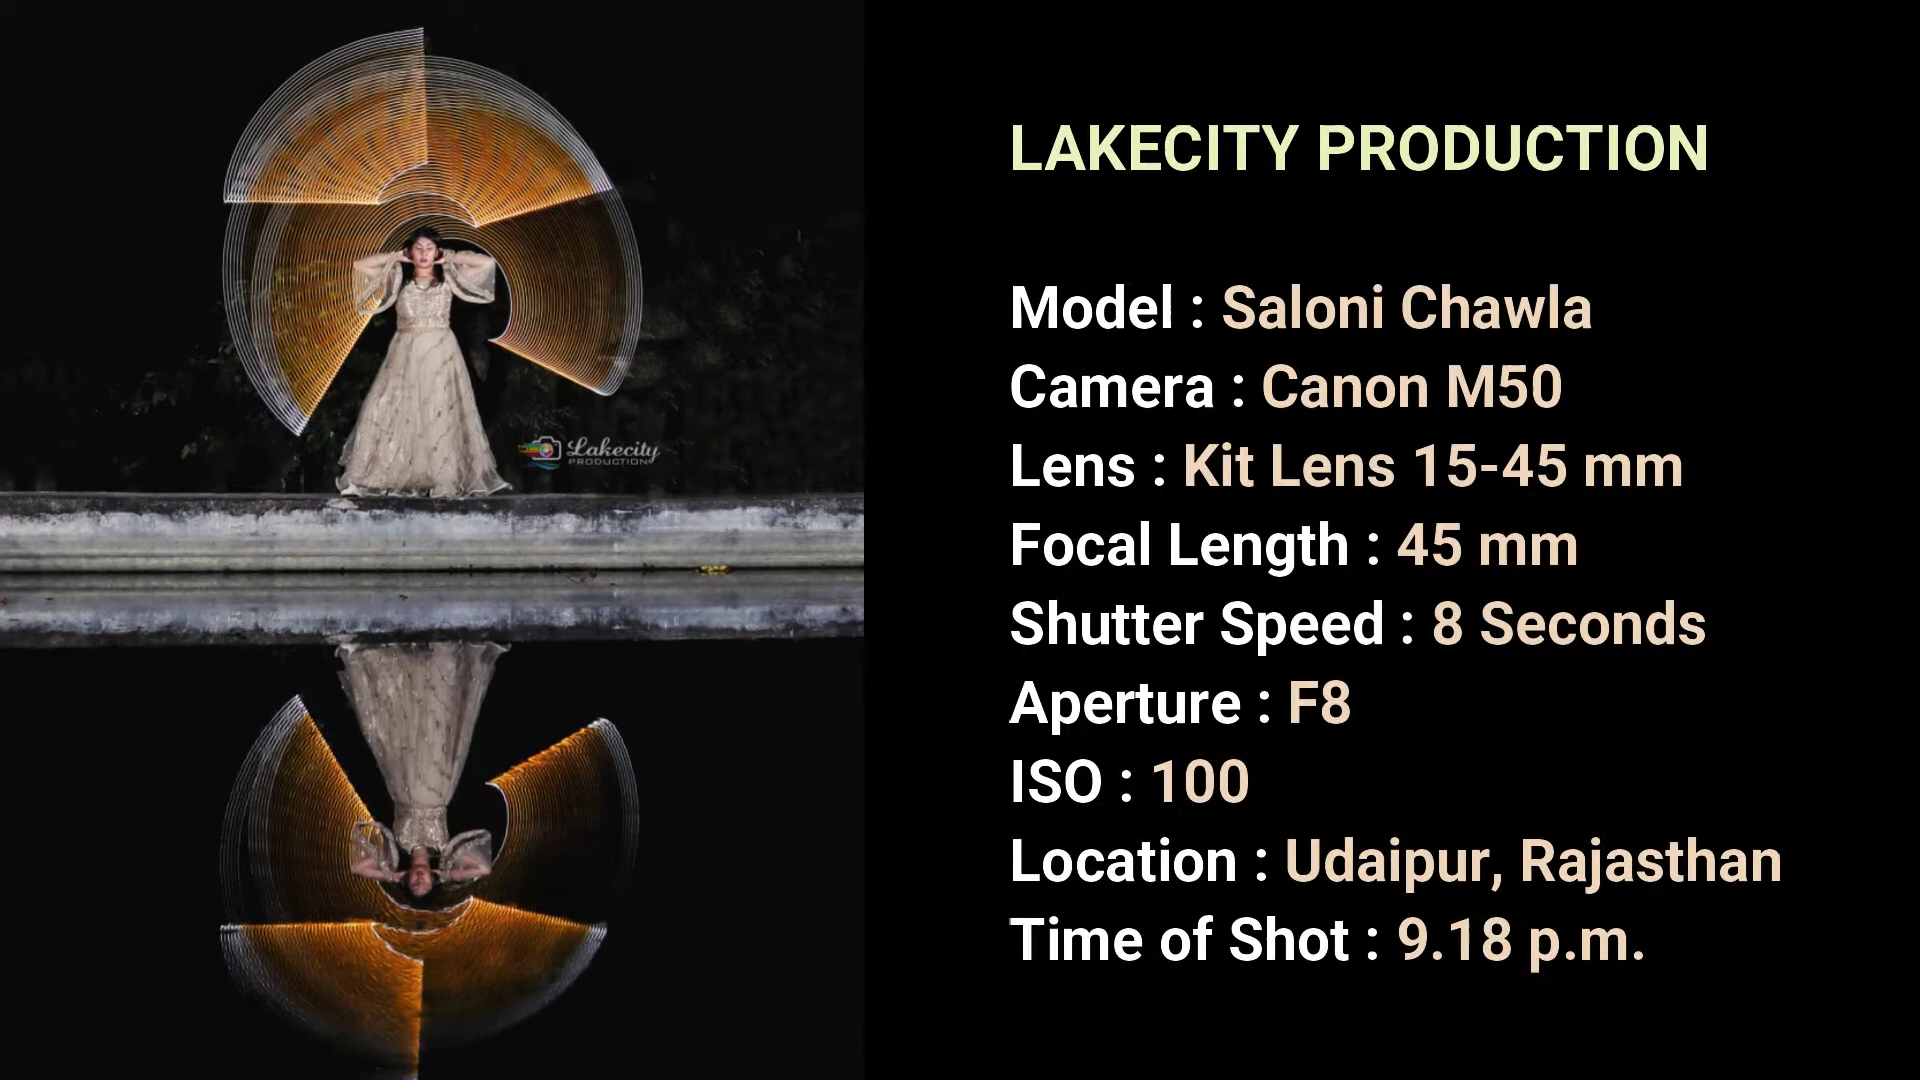 LAKECITY PRODUCTION
Model : Saloni Chawla
Camera : Canon M50
Lens : Kit Lens 15-45 mm
Focal Length : 45 mm
Shutter Speed : 8 Seconds
Aperture : F8
ISO : 100
Location : Udaipur, Rajasthan
Time of Shot : 9.18 p.m.
Lakecity
PRODUCTION